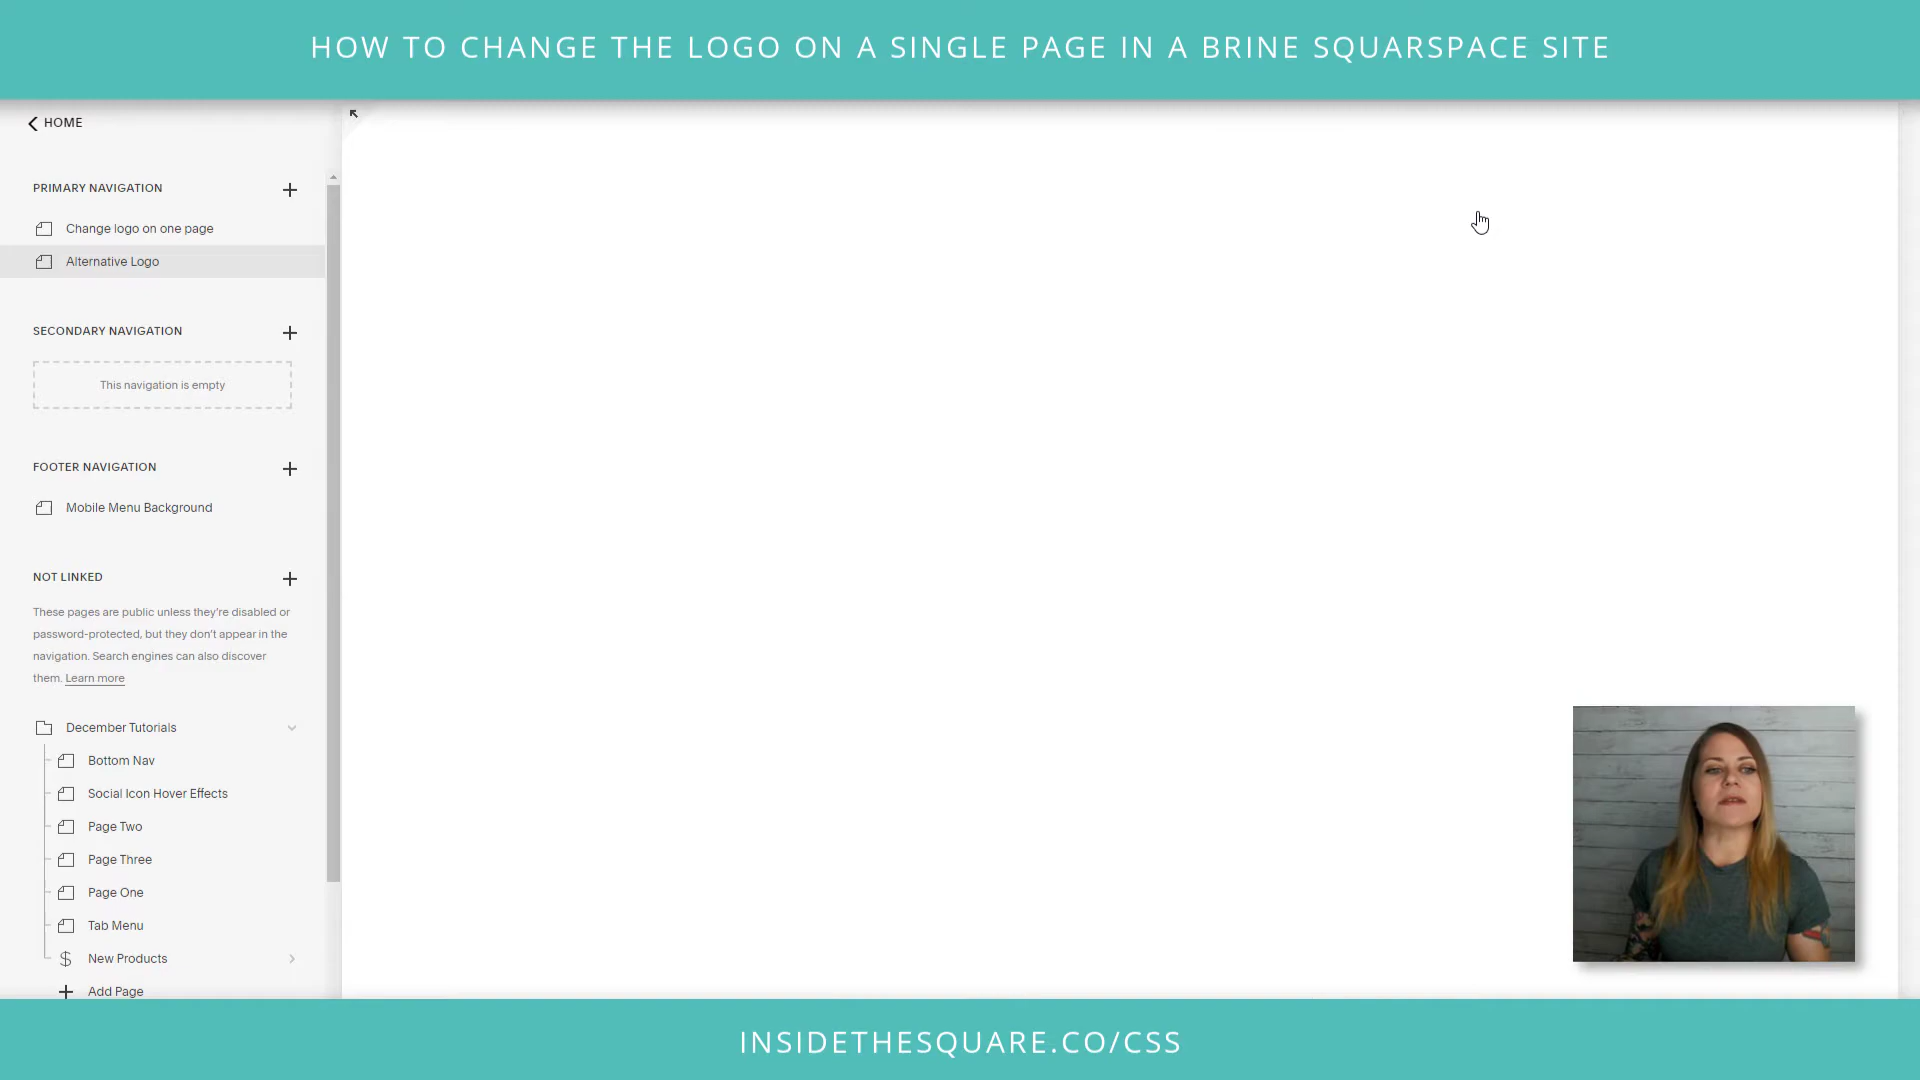 HOW TO CHANGE THE LOGO ON A SINGLE PAGE IN A BRINE SQUARSPACE SITE
HOME
PRIMARY NAVIGATION
Change logo on one page
Alternative Logo
SECONDARY NAVIGATION
This navigation is empty
FOOTER NAVIGATION
Mobile Menu Background
NOT LINKED
These pages are public unless they're disabled or
password-protected, but they don't appear in the
navigation. Search engines can also discover
them. Learn more
December Tutorials
Bottom Nav
Social Icon Hover Effects
Page Two
Page Three
Page One
Tab Menu
New Products
Add Page
INSIDETHESQUARE.CO/CSS